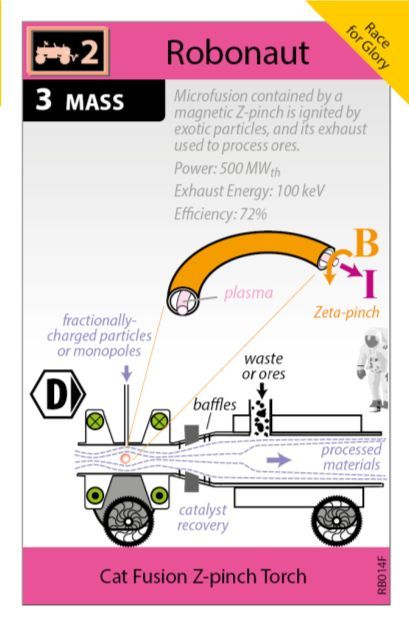 Race
for Glory
2
Robonaut
3 MASS
Microfusion contained by a
magnetic Z-pinch is ignited by
exotic particles, and its exhaust
used to process ores.
Power: 500 MWth
Exhaust Energy: 100 keV
Efficiency: 72%
B
I
plasma
Zeta-pinch
fractionally-
charged particles
or monopoles
waste
or ores
D
baffles
processed
materials
catalyst
recovery
Cat Fusion Z-pinch Torch
RB014F